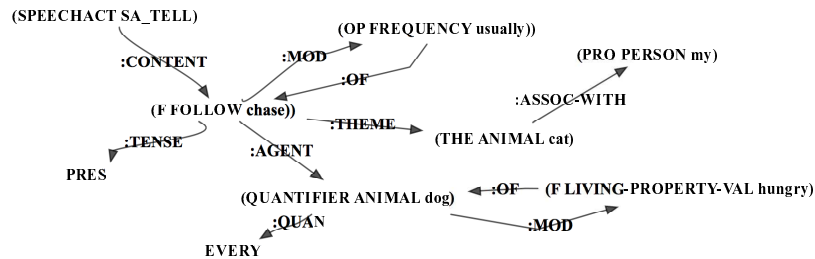 (SPEECHACT SA_TELL)
(OP FREQUENCY usually))
:MOD
(PRO PERSON my)
:CONTENT
:OF
:ASSOC-WITH
(F FOLLOW chase))
:THEME
(THE ANIMAL cat)
:TENSE
:AGENT
PRES
(QUANTIFIER ANIMAL dog)
:OF
(F LIVING-PROPERTY-VAL hungry)
:QUAN
:MOD
EVERY